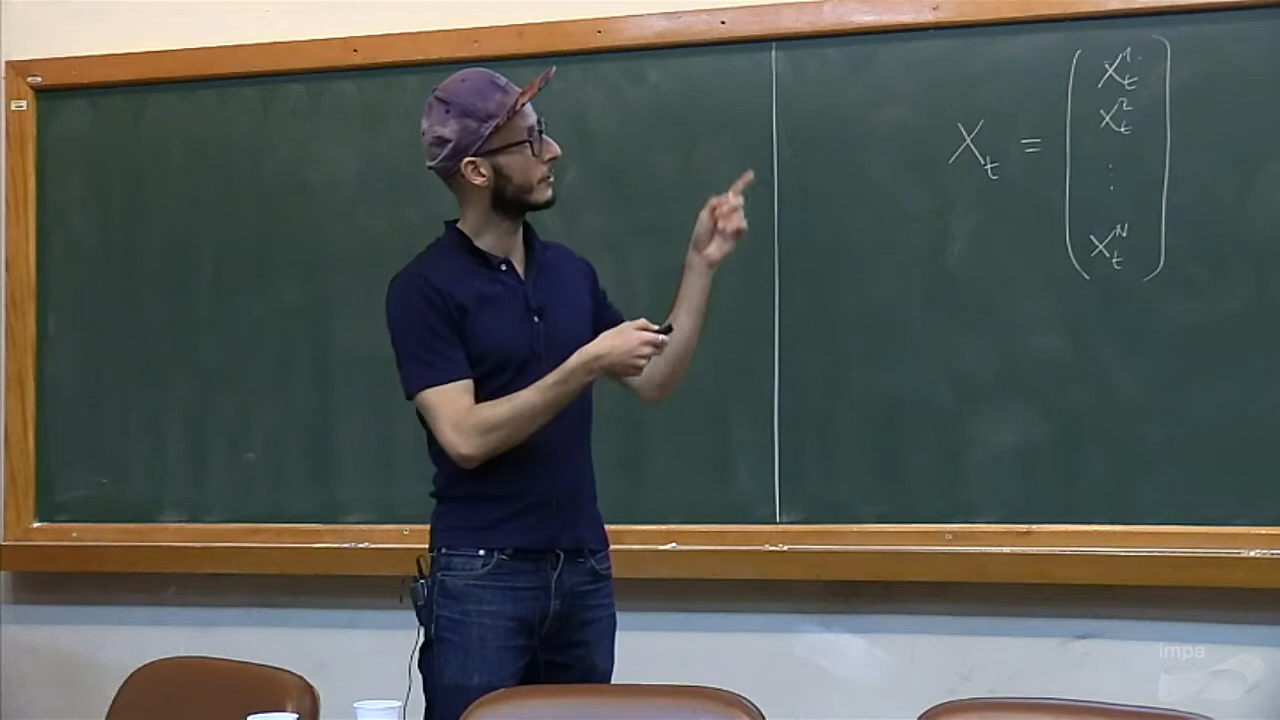 X_t = ( X_t^1
X_t^2
⋮
X_t^N )
impa